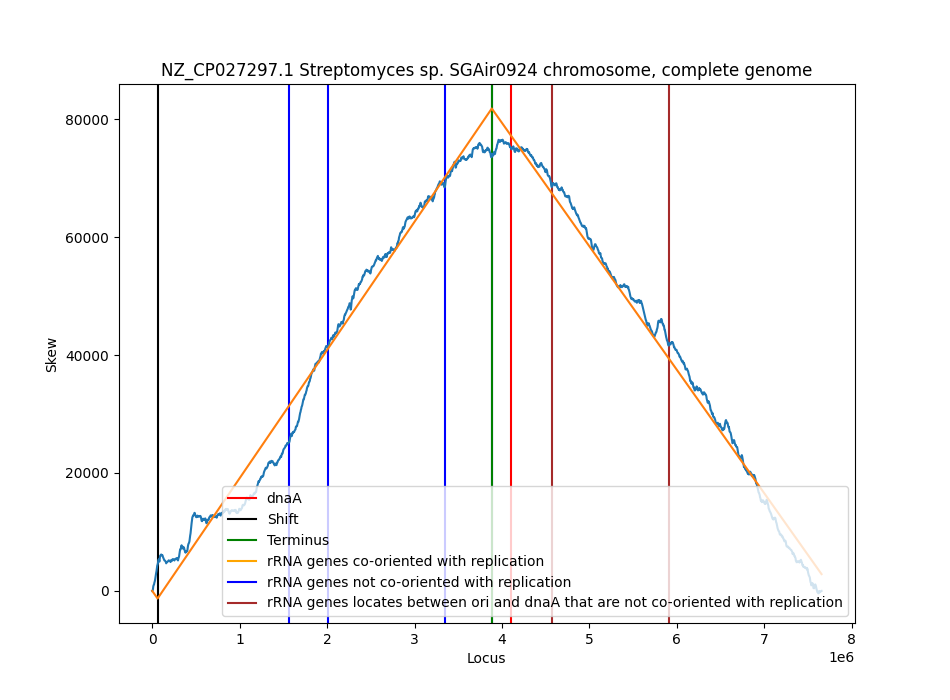 NZ_CP027297.1 Streptomyces sp. SGAir0924 chromosome, complete genome
80000
60000
40000
20000
0
Skew
dnaA
Shift
Terminus
rRNA genes co-oriented with replication
rRNA genes not co-oriented with replication
rRNA genes locates between ori and dnaA that are not co-oriented with replication
0 1 2 3 4 5 6 7 8
Locus
1e6